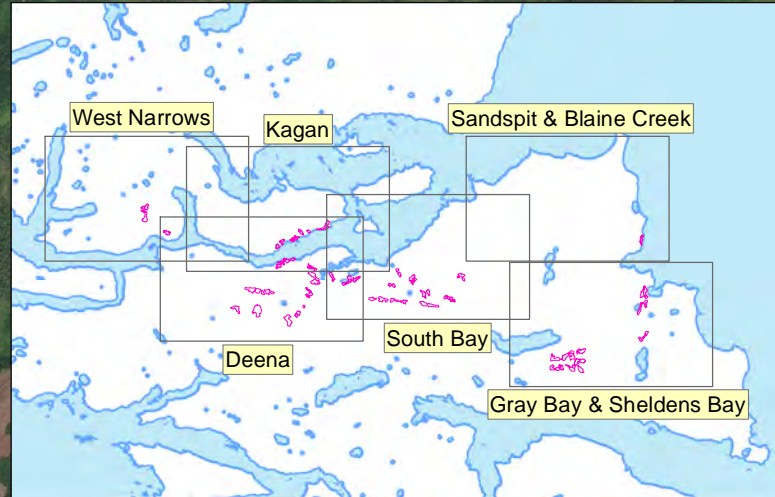 West Narrows
Kagan
Sandspit & Blaine Creek
South Bay
Deena
Gray Bay & Sheldens Bay